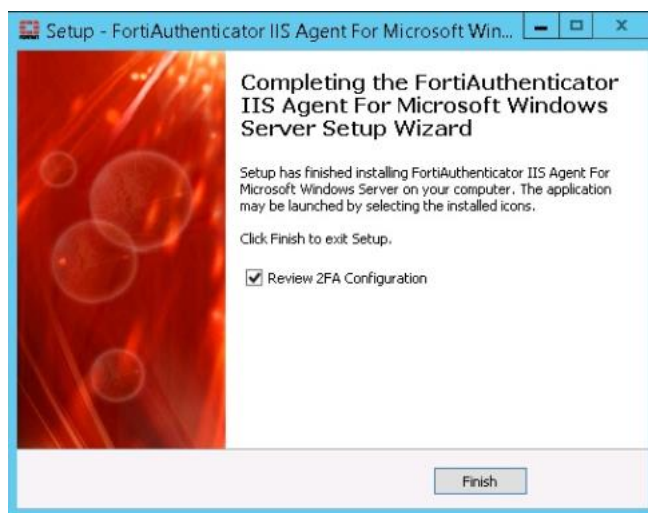 Setup - FortiAuthenticator IIS Agent For Microsoft Win...
Completing the FortiAuthenticator
IIS Agent For Microsoft Windows
Server Setup Wizard
Setup has finished installing FortiAuthenticator IIS Agent For
Microsoft Windows Server on your computer. The application
may be launched by selecting the installed icons.
Click Finish to exit Setup.
Review 2FA Configuration
Finish